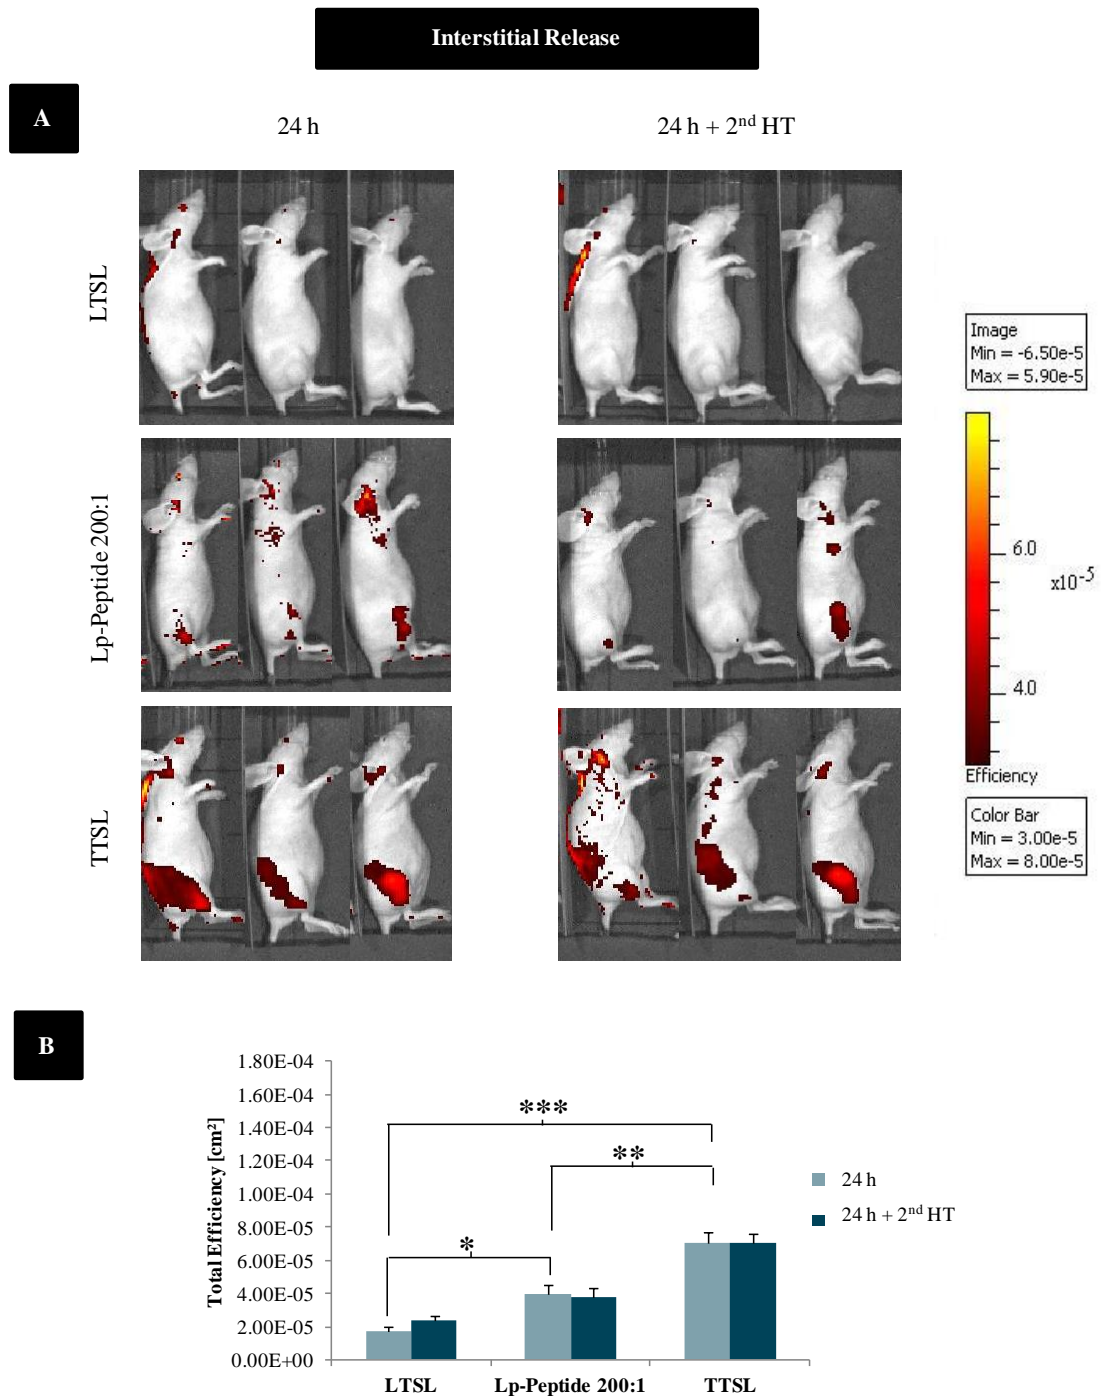 Interstitial Release
A
24 h
24 h + 2nd HT
LTSL
Lp-Peptide 200:1
TTSL
Image
Min = -6.50e-5
Max = 5.90e-5
6.0
x10-5
4.0
Efficiency
Color Bar
Min = 3.00e-5
Max = 8.00e-5
B
Total Efficiency [cm²]
1.80E-04
1.60E-04
1.40E-04
1.20E-04
1.00E-04
8.00E-05
6.00E-05
4.00E-05
2.00E-05
0.00E+00
***
**
*
24 h
24 h + 2nd HT
LTSL
Lp-Peptide 200:1
TTSL